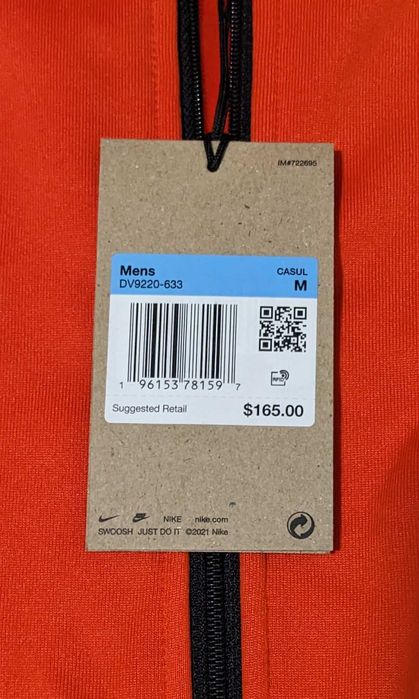 IM#722695
Mens CASUL
DV9220-633 M
1 96153 78159 7
RFID
Suggested Retail $165.00
NIKE nike.com
SWOOSH JUST DO IT ©2021 Nike